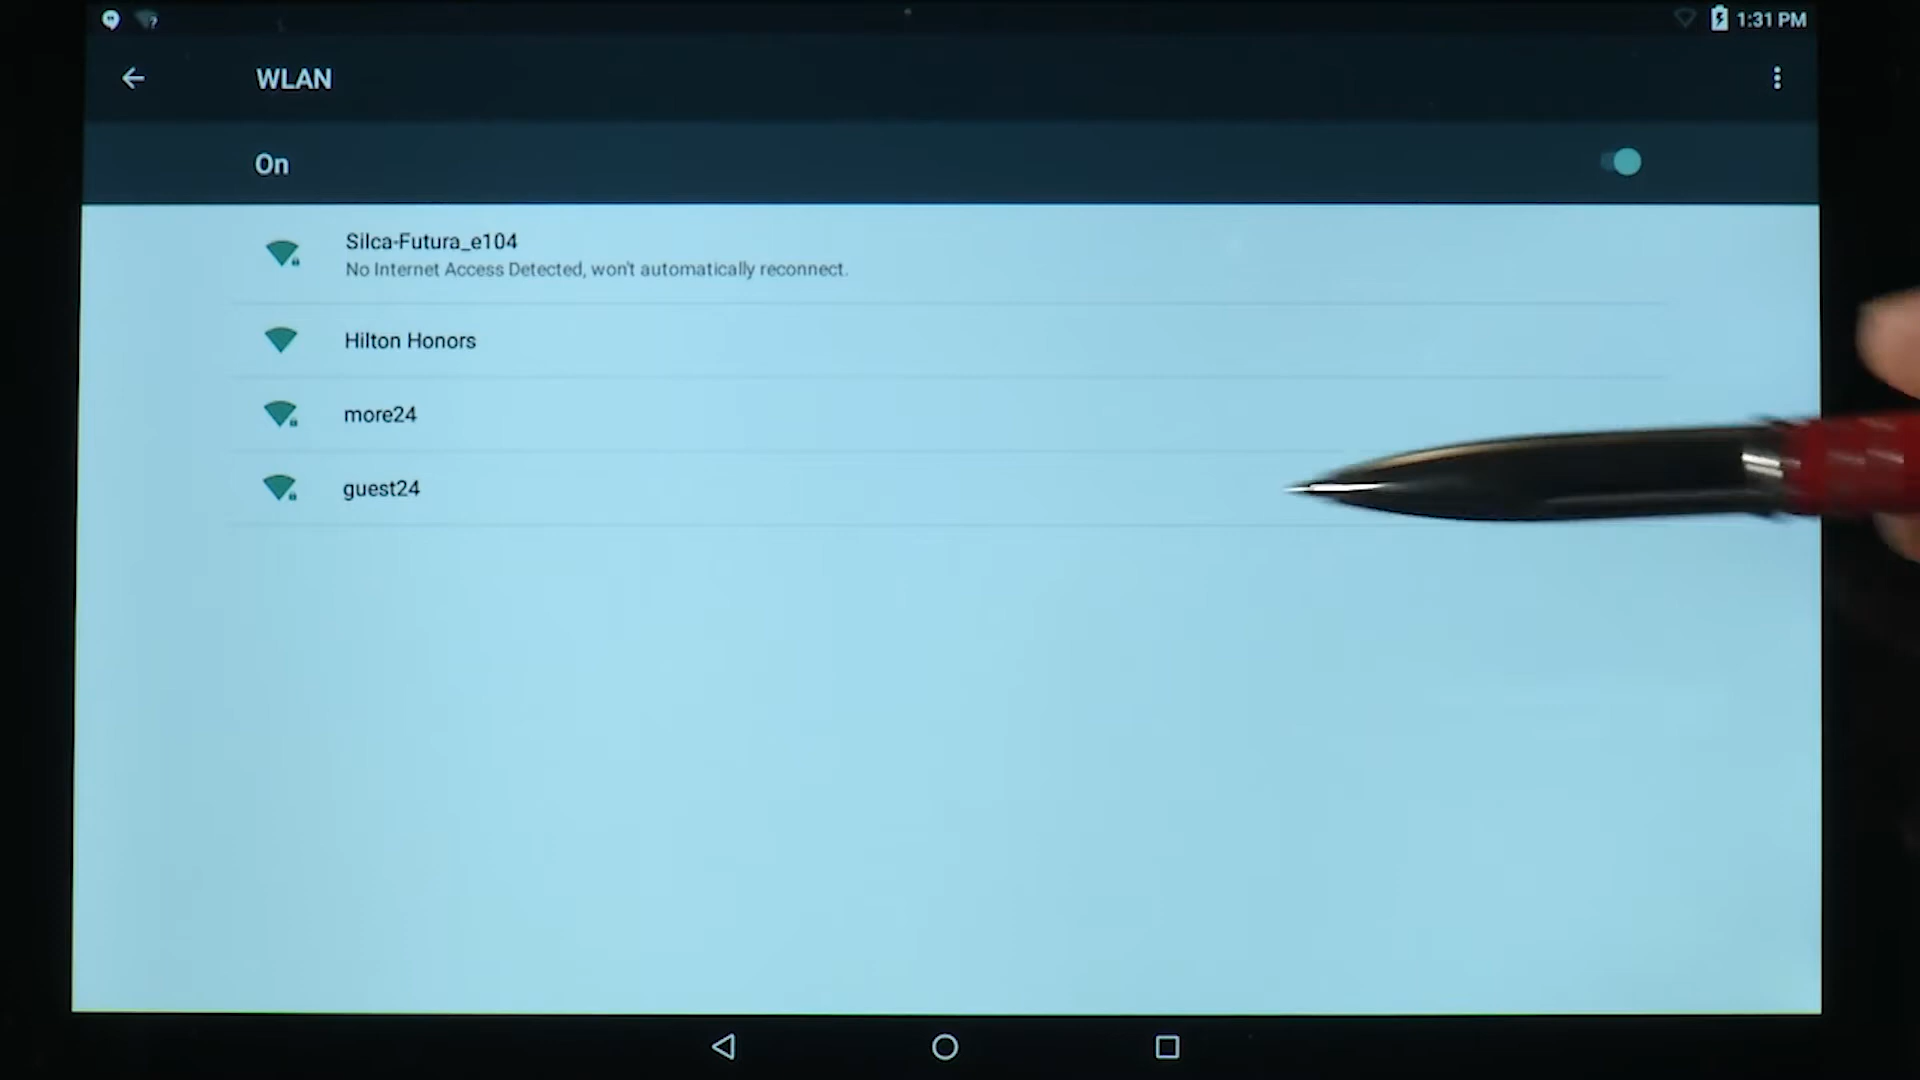 1:31 PM
WLAN
On
Silca-Futura_e104
No Internet Access Detected, won't automatically reconnect.
Hilton Honors
more24
guest24